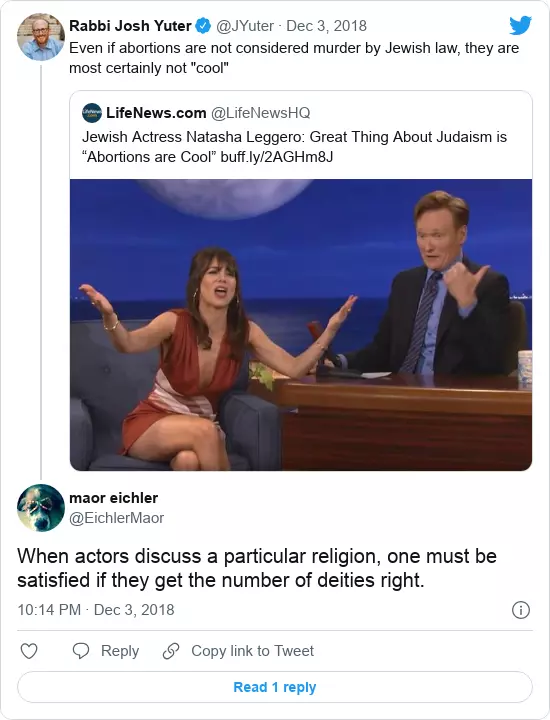 Rabbi Josh Yuter @JYuter · Dec 3, 2018
Even if abortions are not considered murder by Jewish law, they are
most certainly not "cool"
LifeNews.com @LifeNewsHQ
Jewish Actress Natasha Leggero: Great Thing About Judaism is
“Abortions are Cool” buff.ly/2AGHm8J
maor eichler
@EichlerMaor
When actors discuss a particular religion, one must be
satisfied if they get the number of deities right.
10:14 PM · Dec 3, 2018
Reply
Copy link to Tweet
Read 1 reply